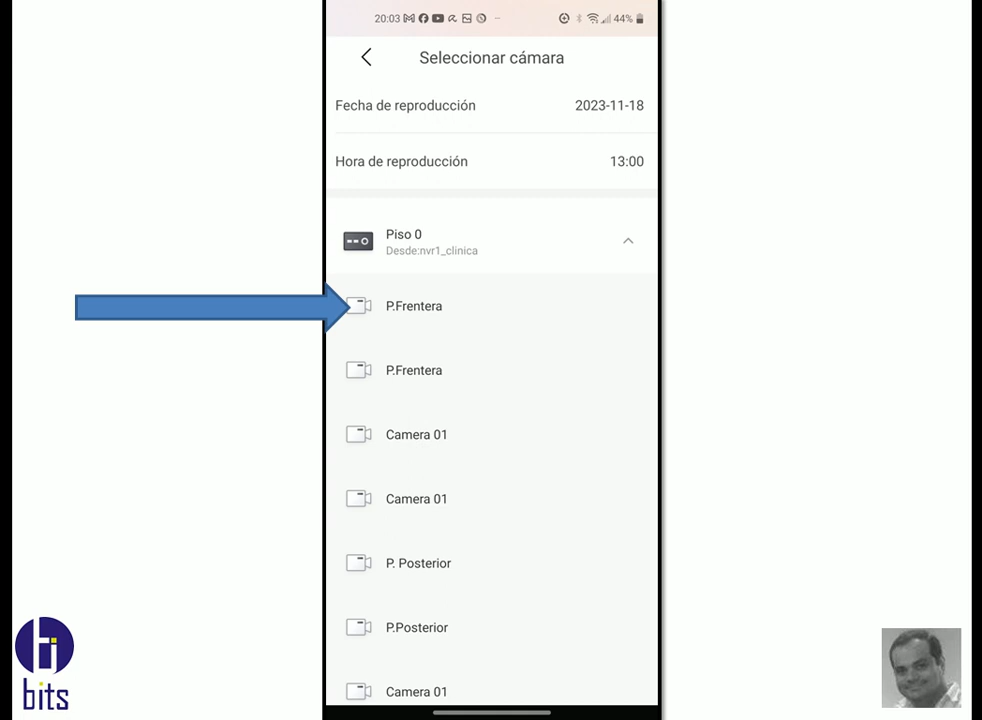 20:03
44%
Seleccionar cámara
Fecha de reproducción 2023-11-18
Hora de reproducción 13:00
Piso 0
Desde:nvr1_clinica
P.Frentera
P.Frentera
Camera 01
Camera 01
P. Posterior
P.Posterior
Camera 01
bits